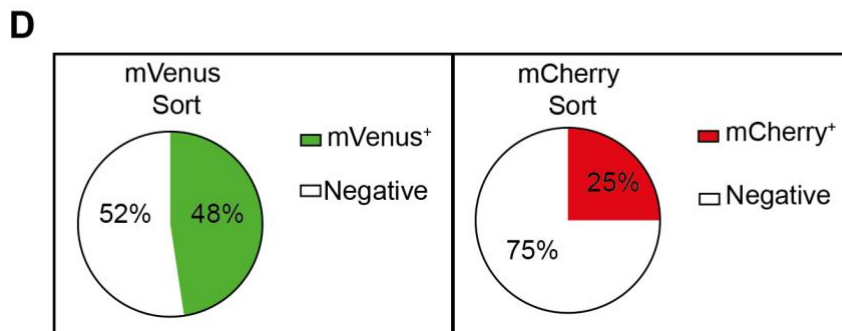 D
mVenus
Sort
mVenus⁺
Negative
52%
48%
mCherry
Sort
mCherry⁺
Negative
25%
75%